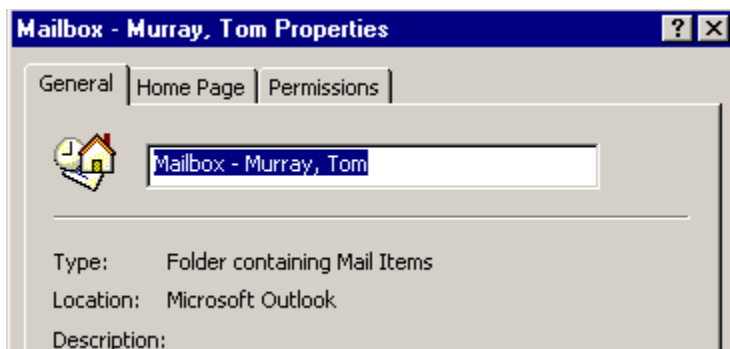 Mailbox - Murray, Tom Properties
General Home Page Permissions
Mailbox - Murray, Tom
Type: Folder containing Mail Items
Location: Microsoft Outlook
Description: